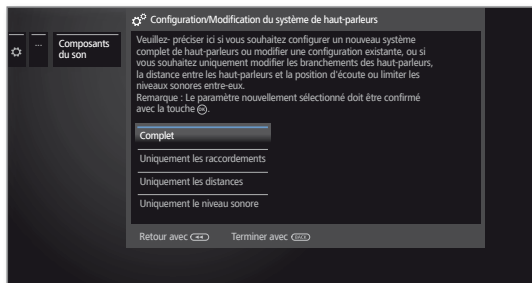 Configuration/Modification du système de haut-parleurs
...
Composants
du son
Veuillez- préciser ici si vous souhaitez configurer un nouveau système
complet de haut-parleurs ou modifier une configuration existante, ou si
vous souhaitez uniquement modifier les branchements des haut-parleurs,
la distance entre les haut-parleurs et la position d'écoute ou limiter les
niveaux sonores entre-eux.
Remarque : Le paramètre nouvellement sélectionné doit être confirmé
avec la touche OK.
Complet
Uniquement les raccordements
Uniquement les distances
Uniquement le niveau sonore
Retour avec ◄◄ Terminer avec BACK